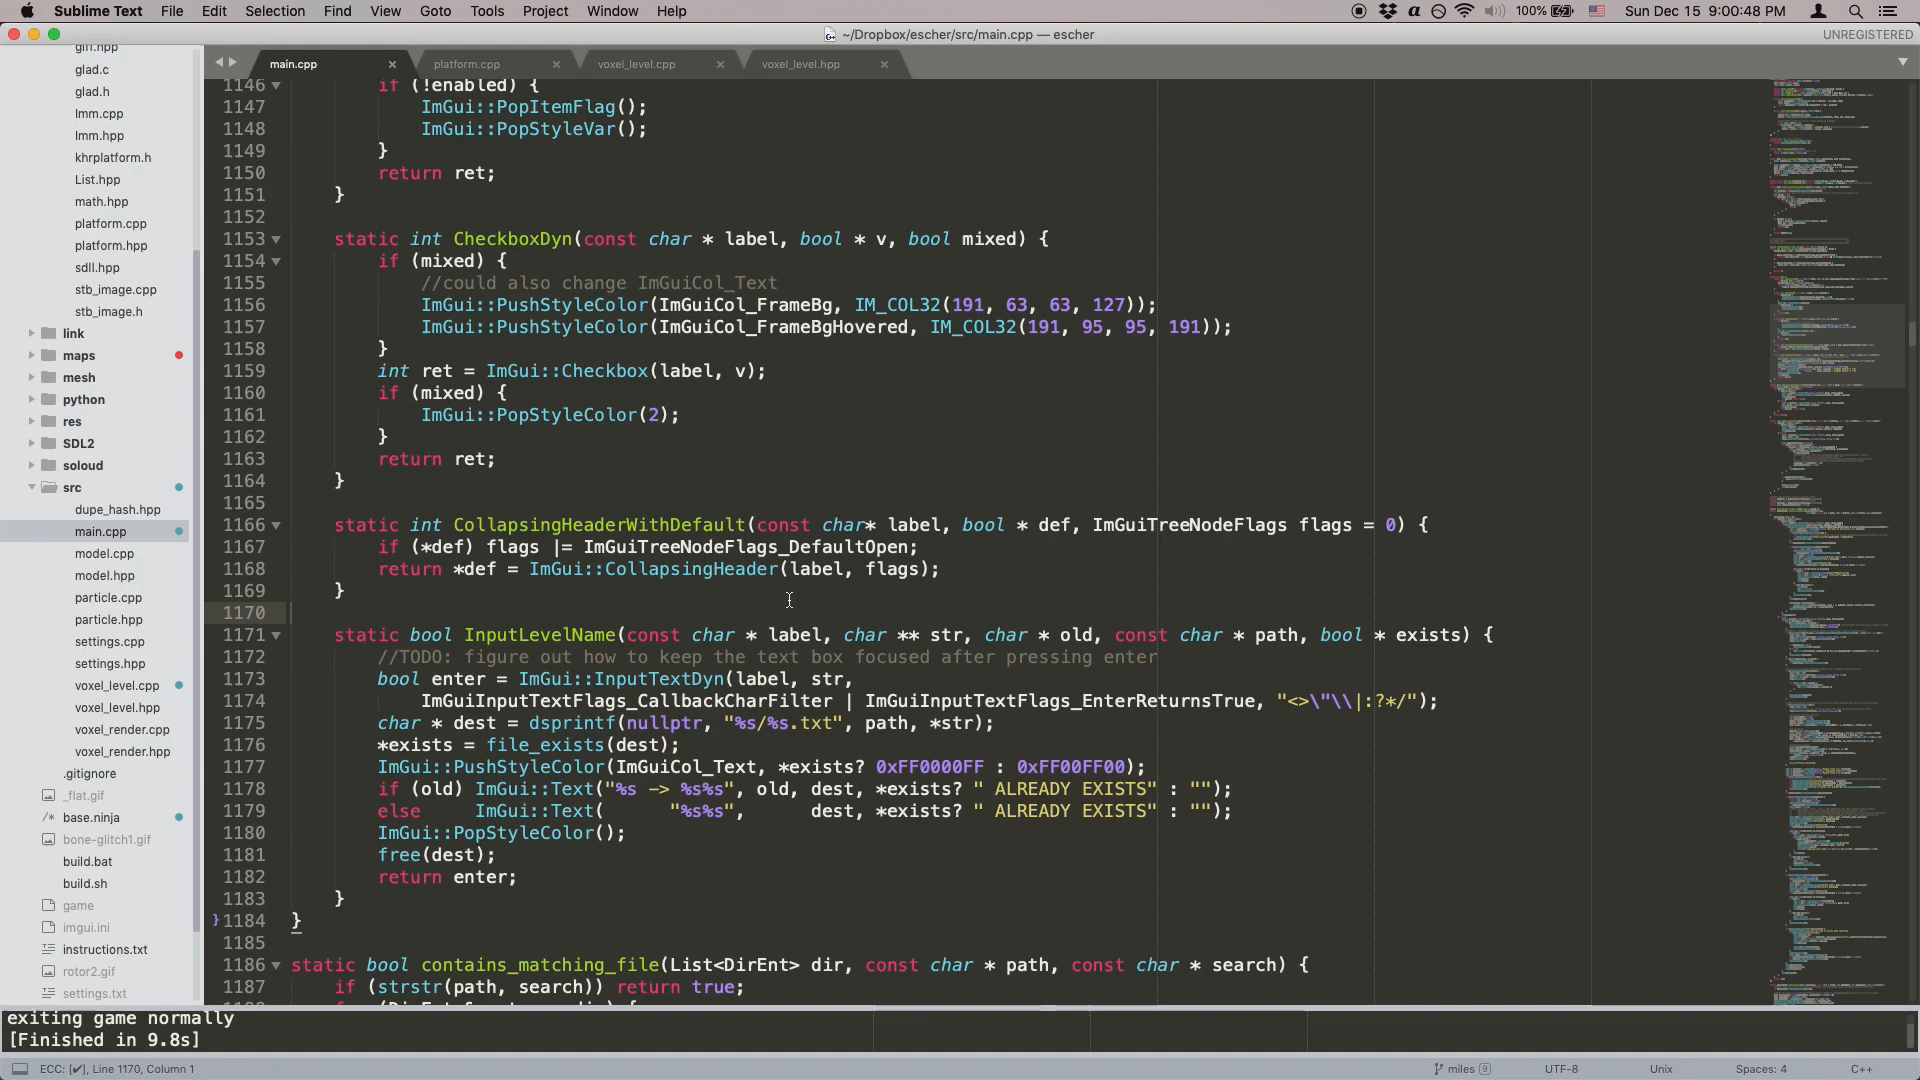 Sublime Text File Edit Selection Find View Goto Tools Project Window Help 100% Sun Dec 15 9:00:48 PM
~/Dropbox/escher/src/main.cpp — escher UNREGISTERED
main.cpp × platform.cpp × voxel_level.cpp × voxel_level.hpp ×
gifl.hpp
glad.c
glad.h
lmm.cpp
lmm.hpp
khrplatform.h
List.hpp
math.hpp
platform.cpp
platform.hpp
sdll.hpp
stb_image.cpp
stb_image.h
link
maps
mesh
python
res
SDL2
soloud
src
dupe_hash.hpp
main.cpp
model.cpp
model.hpp
particle.cpp
particle.hpp
settings.cpp
settings.hpp
voxel_level.cpp
voxel_level.hpp
voxel_render.cpp
voxel_render.hpp
.gitignore
_flat.gif
/* base.ninja
bone-glitch1.gif
build.bat
build.sh
game
imgui.ini
instructions.txt
rotor2.gif
settings.txt
1146 if (!enabled) {
1147 ImGui::PopItemFlag();
1148 ImGui::PopStyleVar();
1149 }
1150 return ret;
1151 }
1152
1153 static int CheckboxDyn(const char * label, bool * v, bool mixed) {
1154 if (mixed) {
1155 //could also change ImGuiCol_Text
1156 ImGui::PushStyleColor(ImGuiCol_FrameBg, IM_COL32(191, 63, 63, 127));
1157 ImGui::PushStyleColor(ImGuiCol_FrameBgHovered, IM_COL32(191, 95, 95, 191));
1158 }
1159 int ret = ImGui::Checkbox(label, v);
1160 if (mixed) {
1161 ImGui::PopStyleColor(2);
1162 }
1163 return ret;
1164 }
1165
1166 static int CollapsingHeaderWithDefault(const char* label, bool * def, ImGuiTreeNodeFlags flags = 0) {
1167 if (*def) flags |= ImGuiTreeNodeFlags_DefaultOpen;
1168 return *def = ImGui::CollapsingHeader(label, flags);
1169 }
1170
1171 static bool InputLevelName(const char * label, char ** str, char * old, const char * path, bool * exists) {
1172 //TODO: figure out how to keep the text box focused after pressing enter
1173 bool enter = ImGui::InputTextDyn(label, str,
1174 ImGuiInputTextFlags_CallbackCharFilter | ImGuiInputTextFlags_EnterReturnsTrue, "<>\"\\|:?*/");
1175 char * dest = dsprintf(nullptr, "%s/%s.txt", path, *str);
1176 *exists = file_exists(dest);
1177 ImGui::PushStyleColor(ImGuiCol_Text, *exists? 0xFF0000FF : 0xFF00FF00);
1178 if (old) ImGui::Text("%s -> %s%s", old, dest, *exists? " ALREADY EXISTS" : "");
1179 else ImGui::Text( "%s%s", dest, *exists? " ALREADY EXISTS" : "");
1180 ImGui::PopStyleColor();
1181 free(dest);
1182 return enter;
1183 }
} 1184 }
1185
1186 static bool contains_matching_file(List<DirEnt> dir, const char * path, const char * search) {
1187 if (strstr(path, search)) return true;
exiting game normally
[Finished in 9.8s]
ECC: [✔], Line 1170, Column 1 miles 9 UTF-8 Unix Spaces: 4 C++